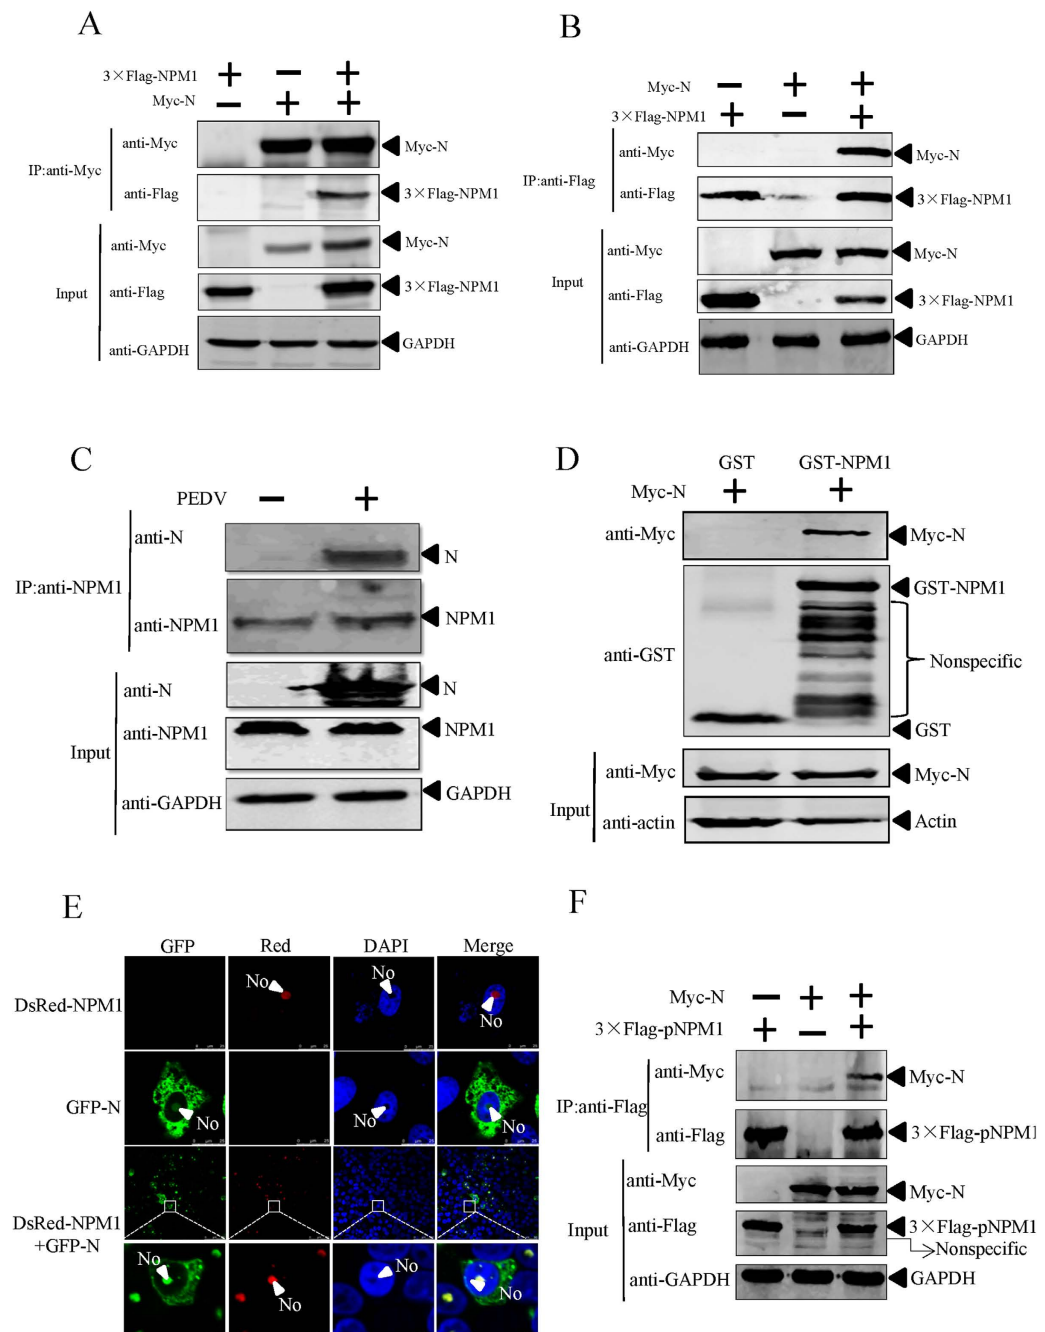 A
3×Flag-NPM1 + − +
Myc-N − + +
IP:anti-Myc
anti-Myc
Myc-N
anti-Flag
3×Flag-NPM1
Input
anti-Myc
Myc-N
anti-Flag
3×Flag-NPM1
anti-GAPDH
GAPDH
B
Myc-N − + +
3×Flag-NPM1 + − +
IP:anti-Flag
anti-Myc
Myc-N
anti-Flag
3×Flag-NPM1
Input
anti-Myc
Myc-N
anti-Flag
3×Flag-NPM1
anti-GAPDH
GAPDH
C
PEDV − +
IP:anti-NPM1
anti-N
N
anti-NPM1
NPM1
Input
anti-N
N
anti-NPM1
NPM1
anti-GAPDH
GAPDH
D
GST GST-NPM1
Myc-N + +
anti-Myc
Myc-N
anti-GST
GST-NPM1
Nonspecific
GST
Input
anti-Myc
Myc-N
anti-actin
Actin
E
GFP Red DAPI Merge
DsRed-NPM1
No No No
GFP-N
No No No
DsRed-NPM1
+GFP-N
No No No No
F
Myc-N − + +
3×Flag-pNPM1 + − +
IP:anti-Flag
anti-Myc
Myc-N
anti-Flag
3×Flag-pNPM1
Input
anti-Myc
Myc-N
anti-Flag
3×Flag-pNPM1
Nonspecific
anti-GAPDH
GAPDH